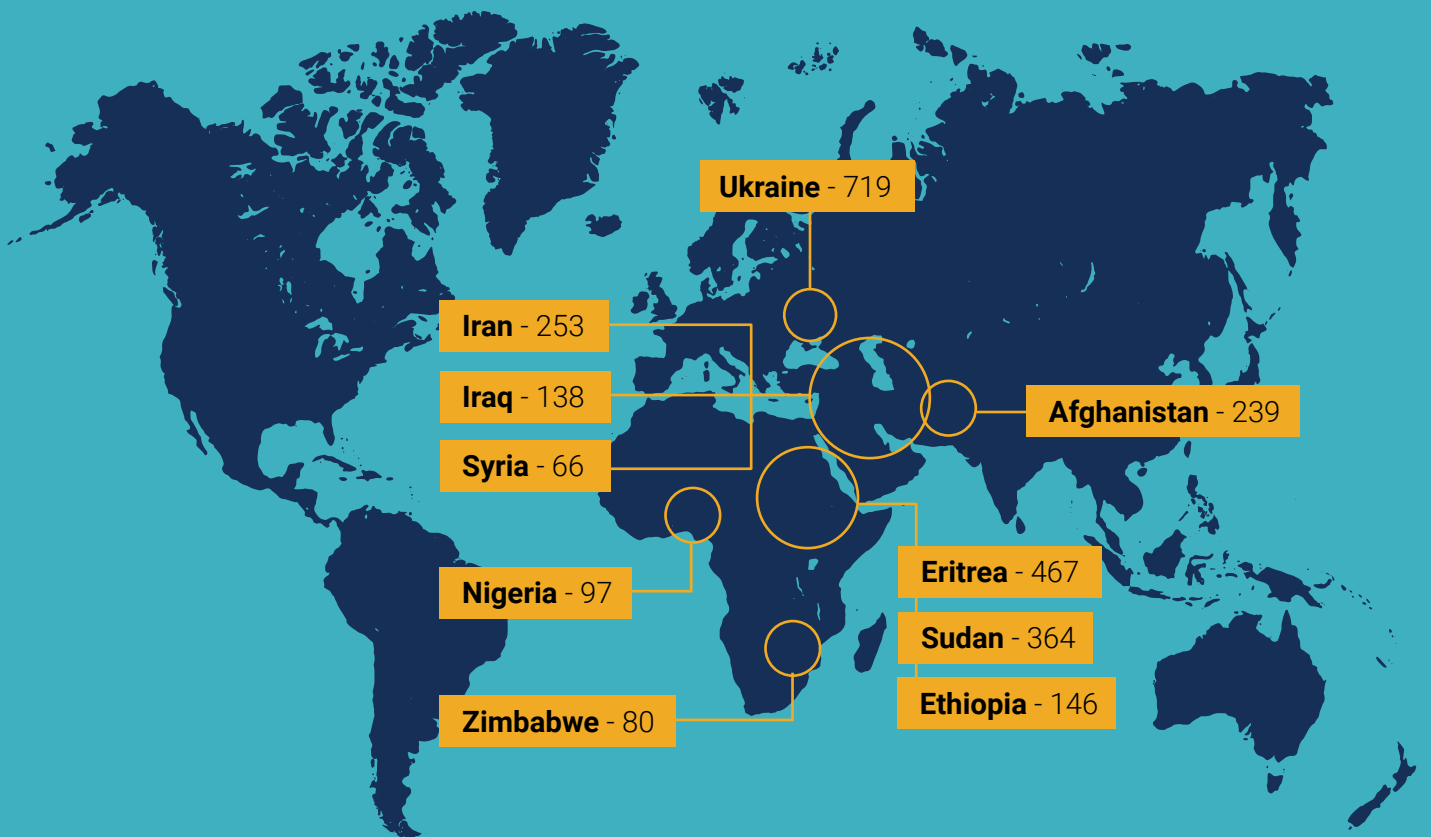 Ukraine - 719
Iran - 253
Iraq - 138
Syria - 66
Afghanistan - 239
Nigeria - 97
Zimbabwe - 80
Eritrea - 467
Sudan - 364
Ethiopia - 146